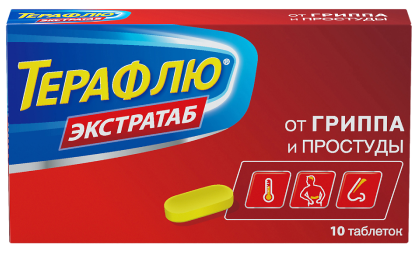 ТЕРАФЛЮ®
ЭКСТРАТАБ
от ГРИППА
и ПРОСТУДЫ
10 таблеток